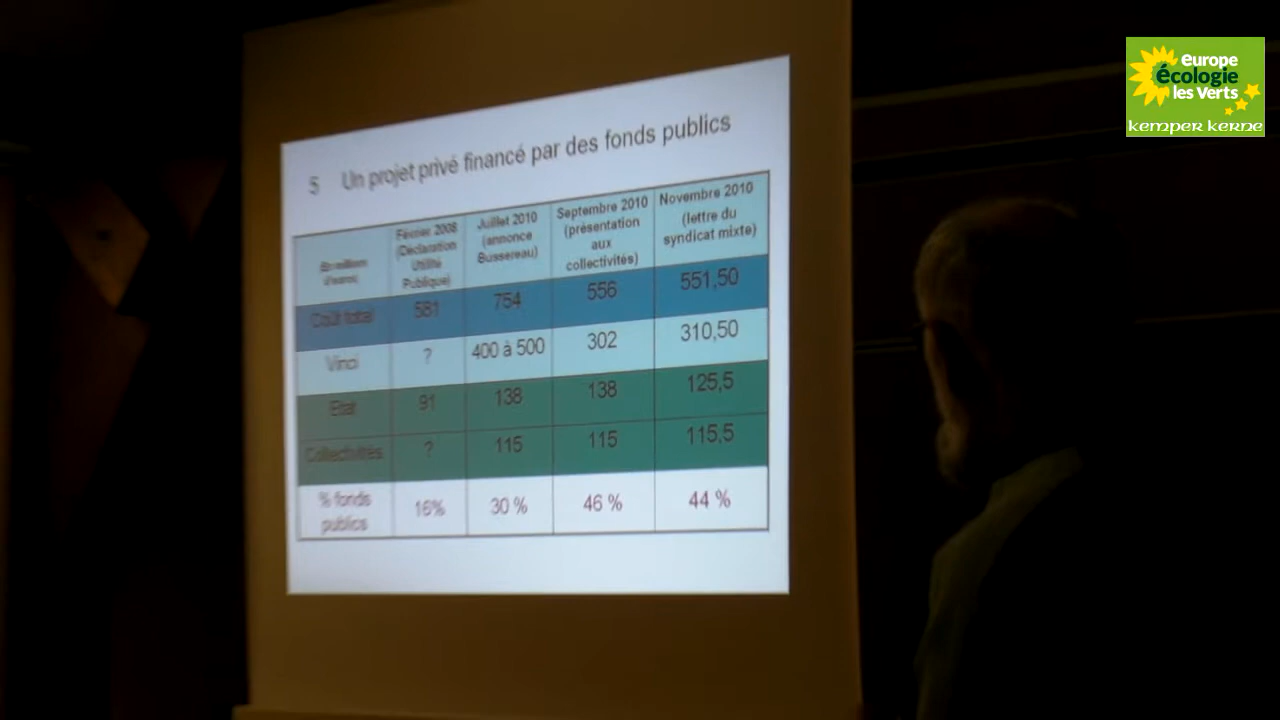 europe
écologie
les Verts
kemper kerne
5 Un projet privé financé par des fonds publics
En millions
d'euros
Février 2008
(Déclaration
Utilité
Publique)
Juillet 2010
(annonce
Bussereau)
Septembre 2010
(présentation
aux
collectivités)
Novembre 2010
(lettre du
syndicat mixte)
Coût total 581 754 556 551,50
Vinci ? 400 à 500 302 310,50
Etat 91 138 138 125,5
Collectivités ? 115 115 115,5
% fonds
publics
16% 30 % 46 % 44 %